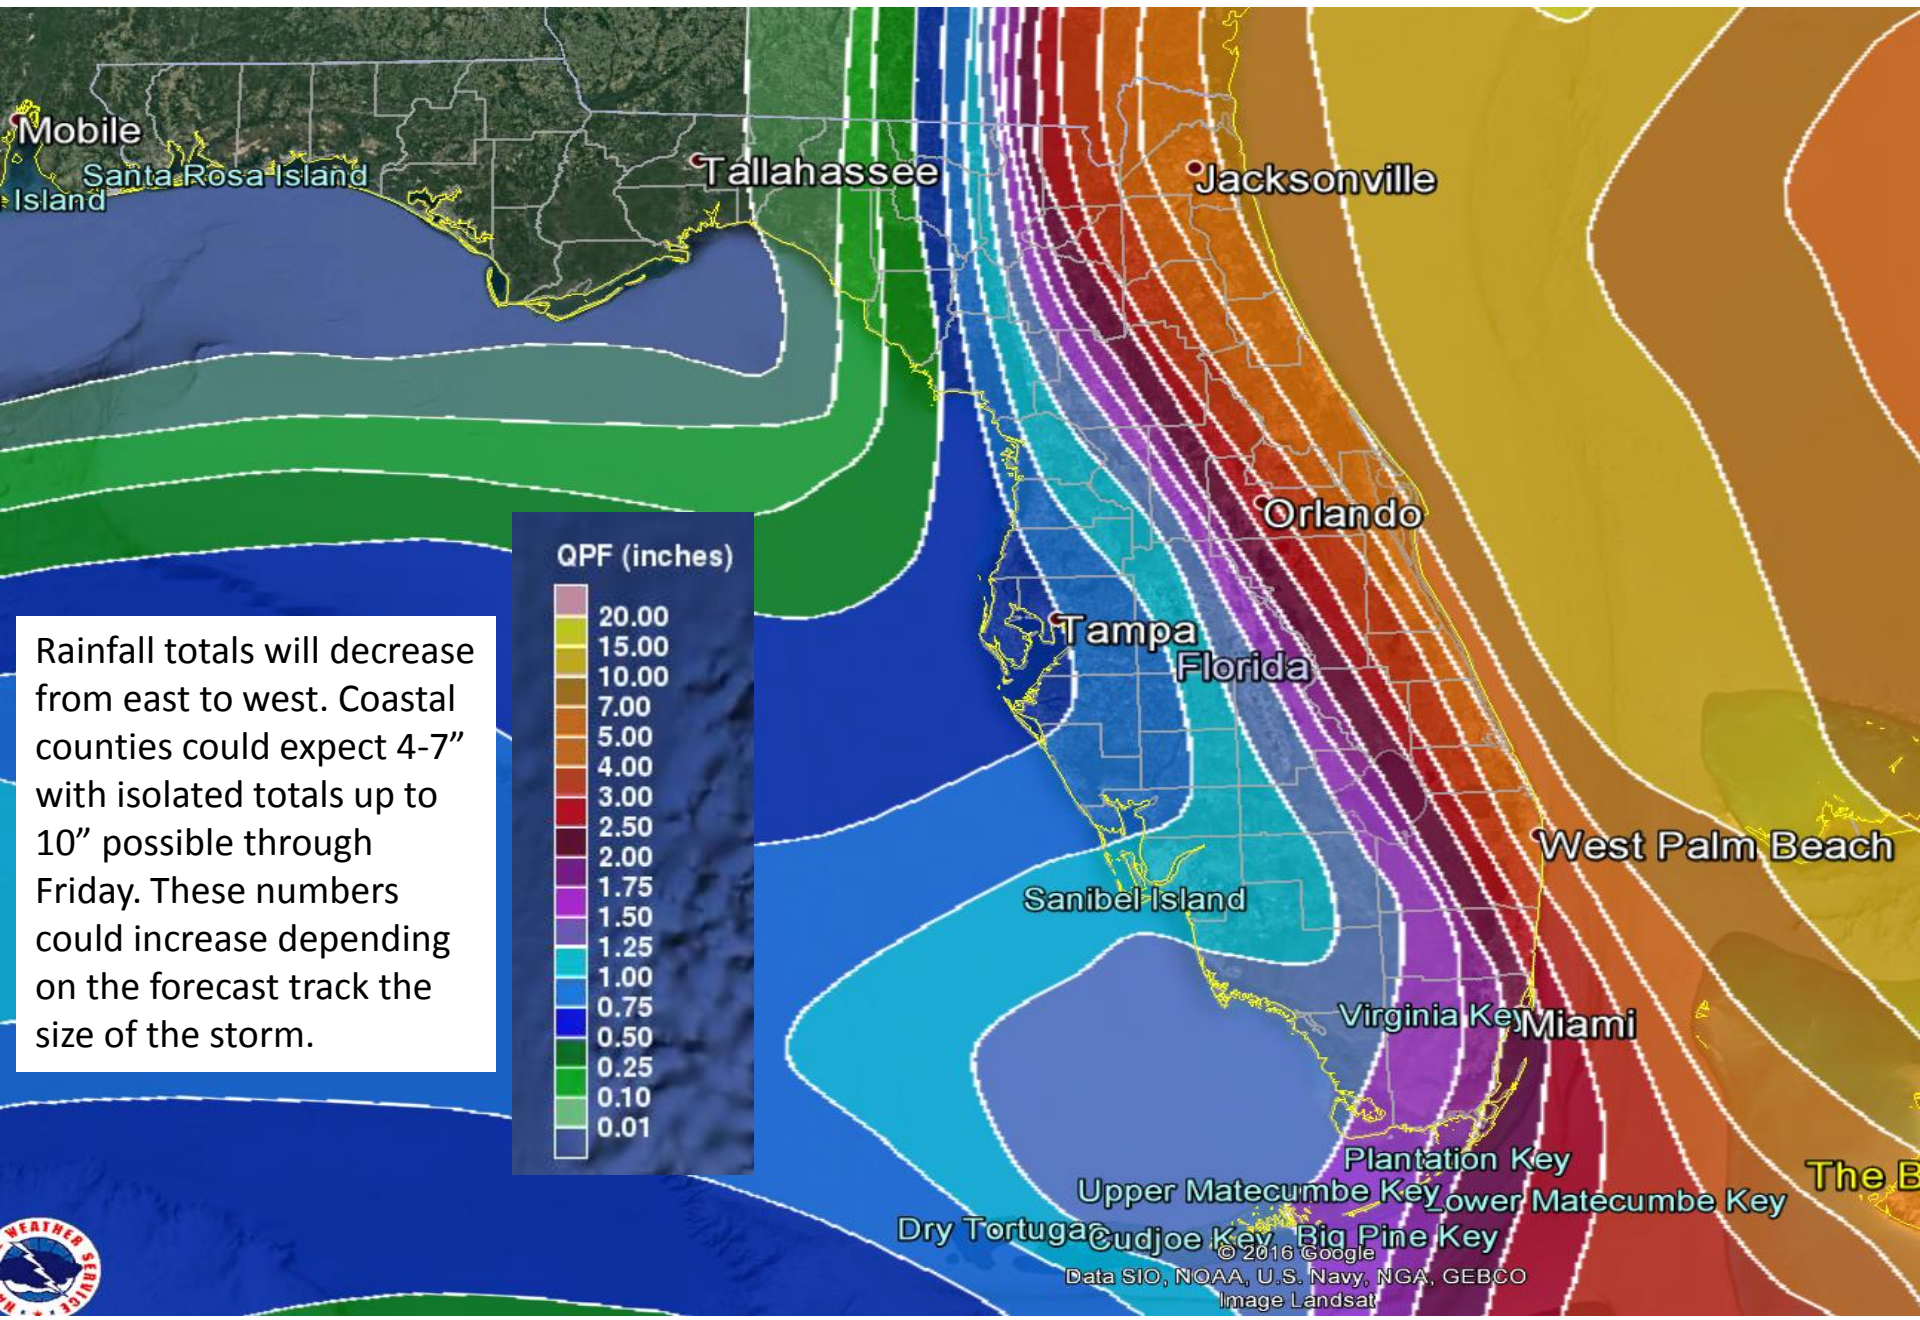 Mobile
Santa Rosa Island
Island
Tallahassee
Jacksonville
Orlando
QPF (inches)
20.00
15.00
10.00
7.00
5.00
4.00
3.00
2.50
2.00
1.75
1.50
1.25
1.00
0.75
0.50
0.25
0.10
0.01
Rainfall totals will decrease
from east to west. Coastal
counties could expect 4-7”
with isolated totals up to
10” possible through
Friday. These numbers
could increase depending
on the forecast track the
size of the storm.
Tampa
Florida
West Palm Beach
Sanibel Island
Virginia Key
Miami
Plantation Key
Upper Matecumbe Key
Lower Matecumbe Key
The B
Dry Tortugas
Cudjoe Key
Big Pine Key
© 2016 Google
Data SIO, NOAA, U.S. Navy, NGA, GEBCO
Image Landsat
WEATHER SERVICE
NA